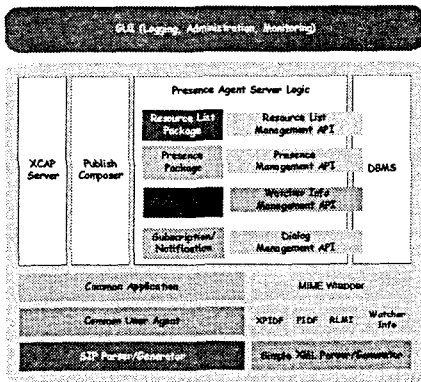 GUI (Logging, Administration, Monitoring)
XCAP
Server
Publish
Composer
Presence Agent Server Logic
Resource List
Package
Resource List
Management API
Presence
Package
Presence
Management API
Watcher Info
Management API
Subscription/
Notification
Dialog
Management API
DBMS
Common Application
MIME Wrapper
Common User Agent
XPIDF
PIDF
RLMI
Watcher
Info
SIP Parser/Generator
Simple XML Parser/Generator